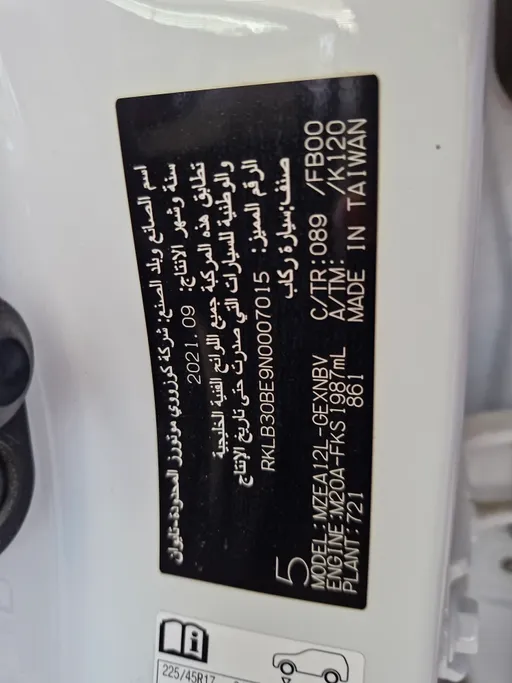 اسم الصانع وبلد الصنع: شركة كوزوي موتورز المحدودة-تايوان
سنة وشهر الإنتاج: 2021. 09
تطابق هذه المركبة جميع اللوائح الفنية الخليجية
والوطنية للسيارات التي صدرت حتى تاريخ الإنتاج
الرقم المميز: RKLB30BE9N0007015
صنف: سيارة ركاب
5
MODEL:MZEA12L-GEXNBV C/TR:089 /FB00
ENGINE:M20A-FKS 1987mL A/TM: /K120
PLANT:721 861 MADE IN TAIWAN
225/45R17